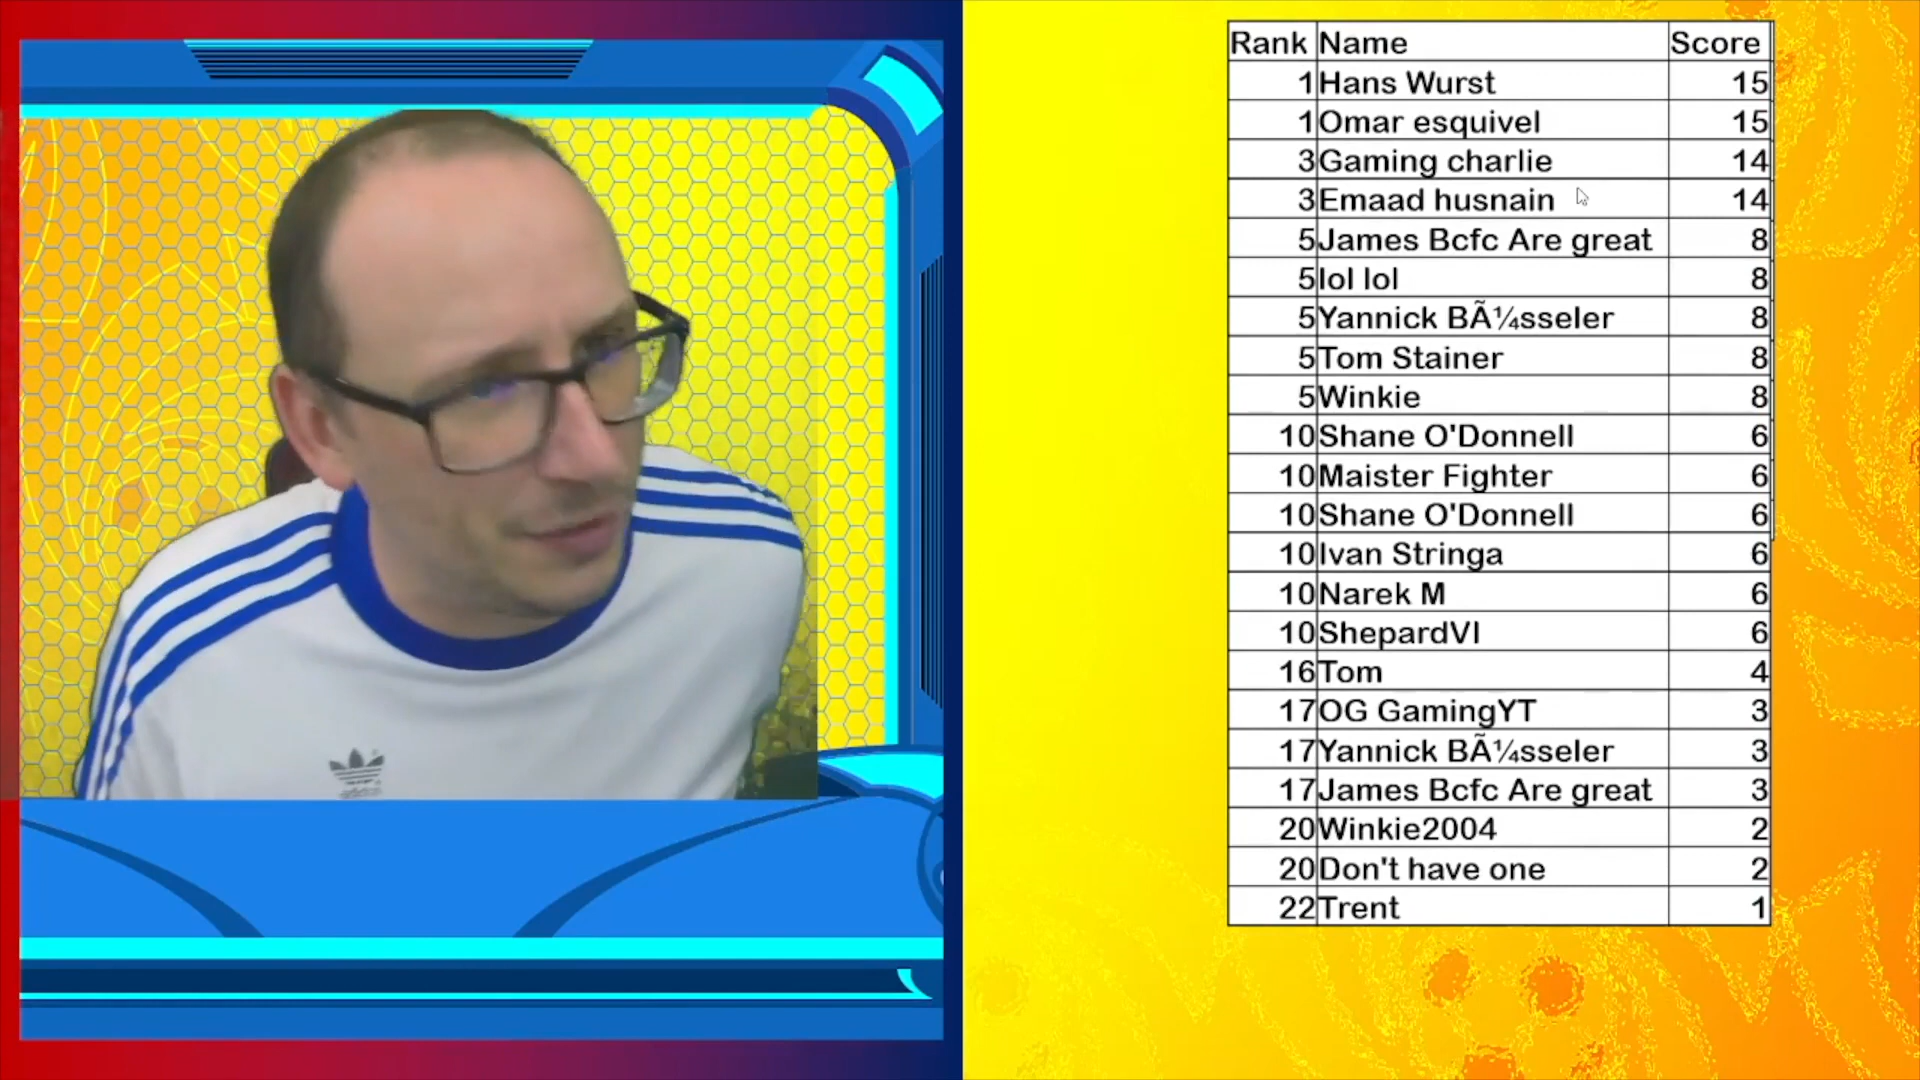 Rank Name Score
1 Hans Wurst 15
1 Omar esquivel 15
3 Gaming charlie 14
3 Emaad husnain 14
5 James Bcfc Are great 8
5 lol lol 8
5 Yannick BÃ¼sseler 8
5 Tom Stainer 8
5 Winkie 8
10 Shane O'Donnell 6
10 Maister Fighter 6
10 Shane O'Donnell 6
10 Ivan Stringa 6
10 Narek M 6
10 ShepardVI 6
16 Tom 4
17 OG GamingYT 3
17 Yannick BÃ¼sseler 3
17 James Bcfc Are great 3
20 Winkie2004 2
20 Don't have one 2
22 Trent 1